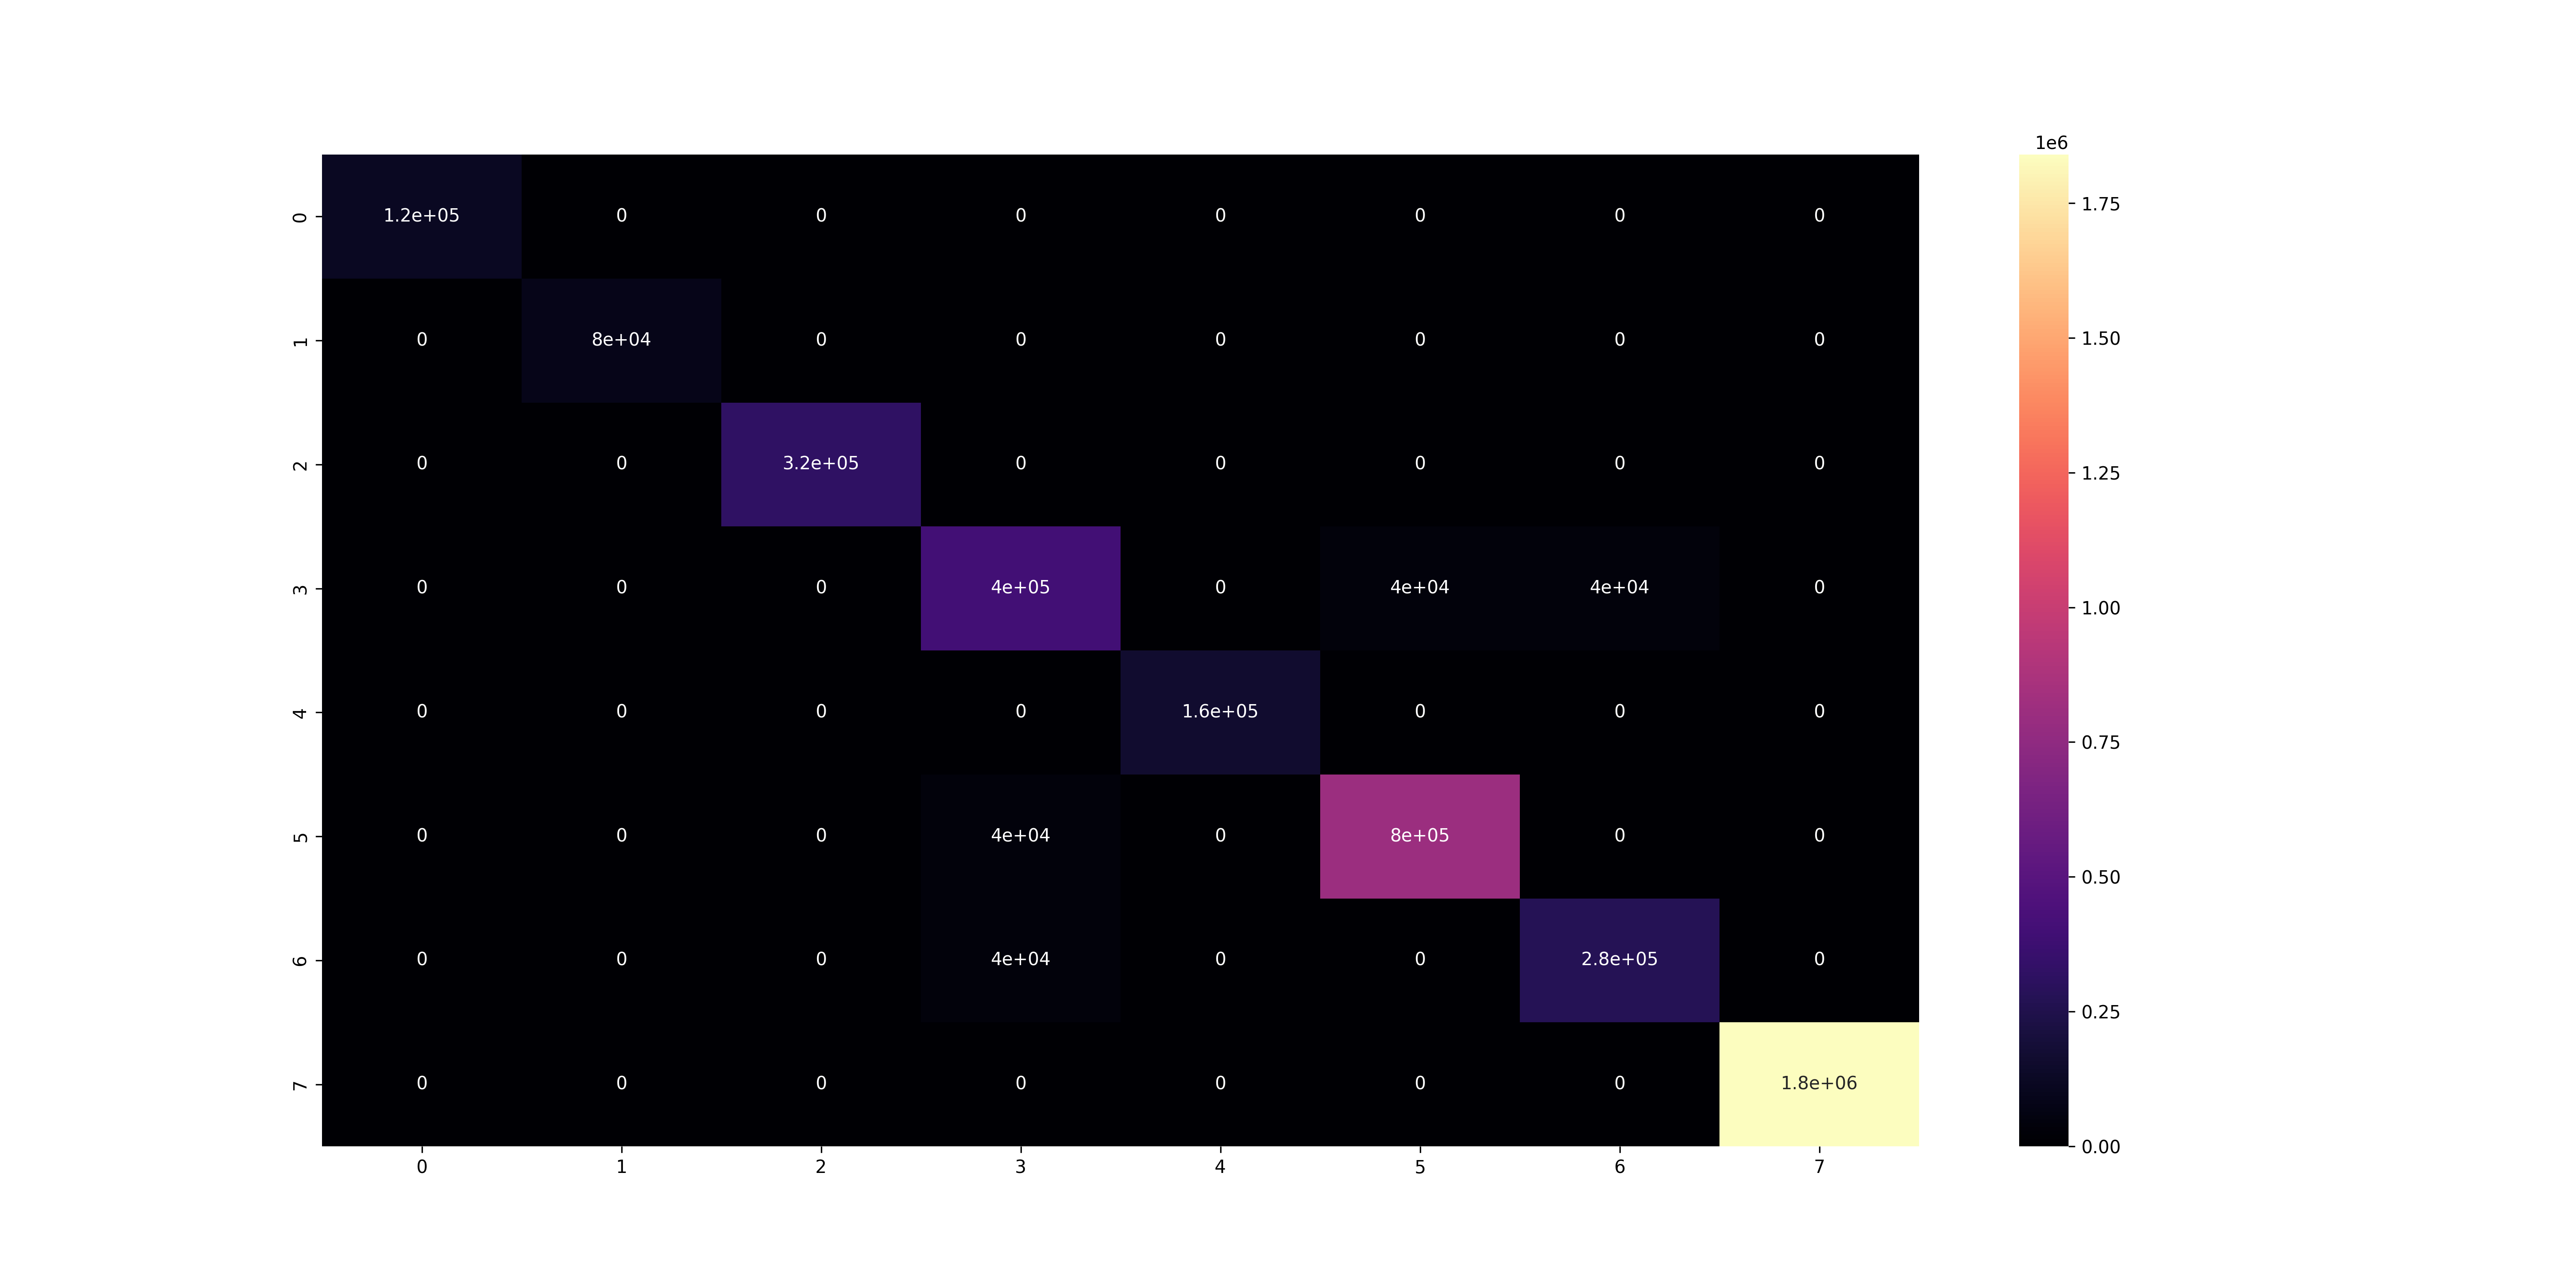 1e6
0 1.2e+05 0 0 0 0 0 0 0
1 0 8e+04 0 0 0 0 0 0
2 0 0 3.2e+05 0 0 0 0 0
3 0 0 0 4e+05 0 4e+04 4e+04 0
4 0 0 0 0 1.6e+05 0 0 0
5 0 0 0 4e+04 0 8e+05 0 0
6 0 0 0 4e+04 0 0 2.8e+05 0
7 0 0 0 0 0 0 0 1.8e+06
0 1 2 3 4 5 6 7
1.75
1.50
1.25
1.00
0.75
0.50
0.25
0.00